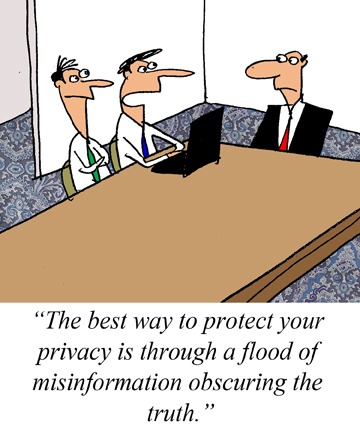 “The best way to protect your
privacy is through a flood of
misinformation obscuring the
truth.”